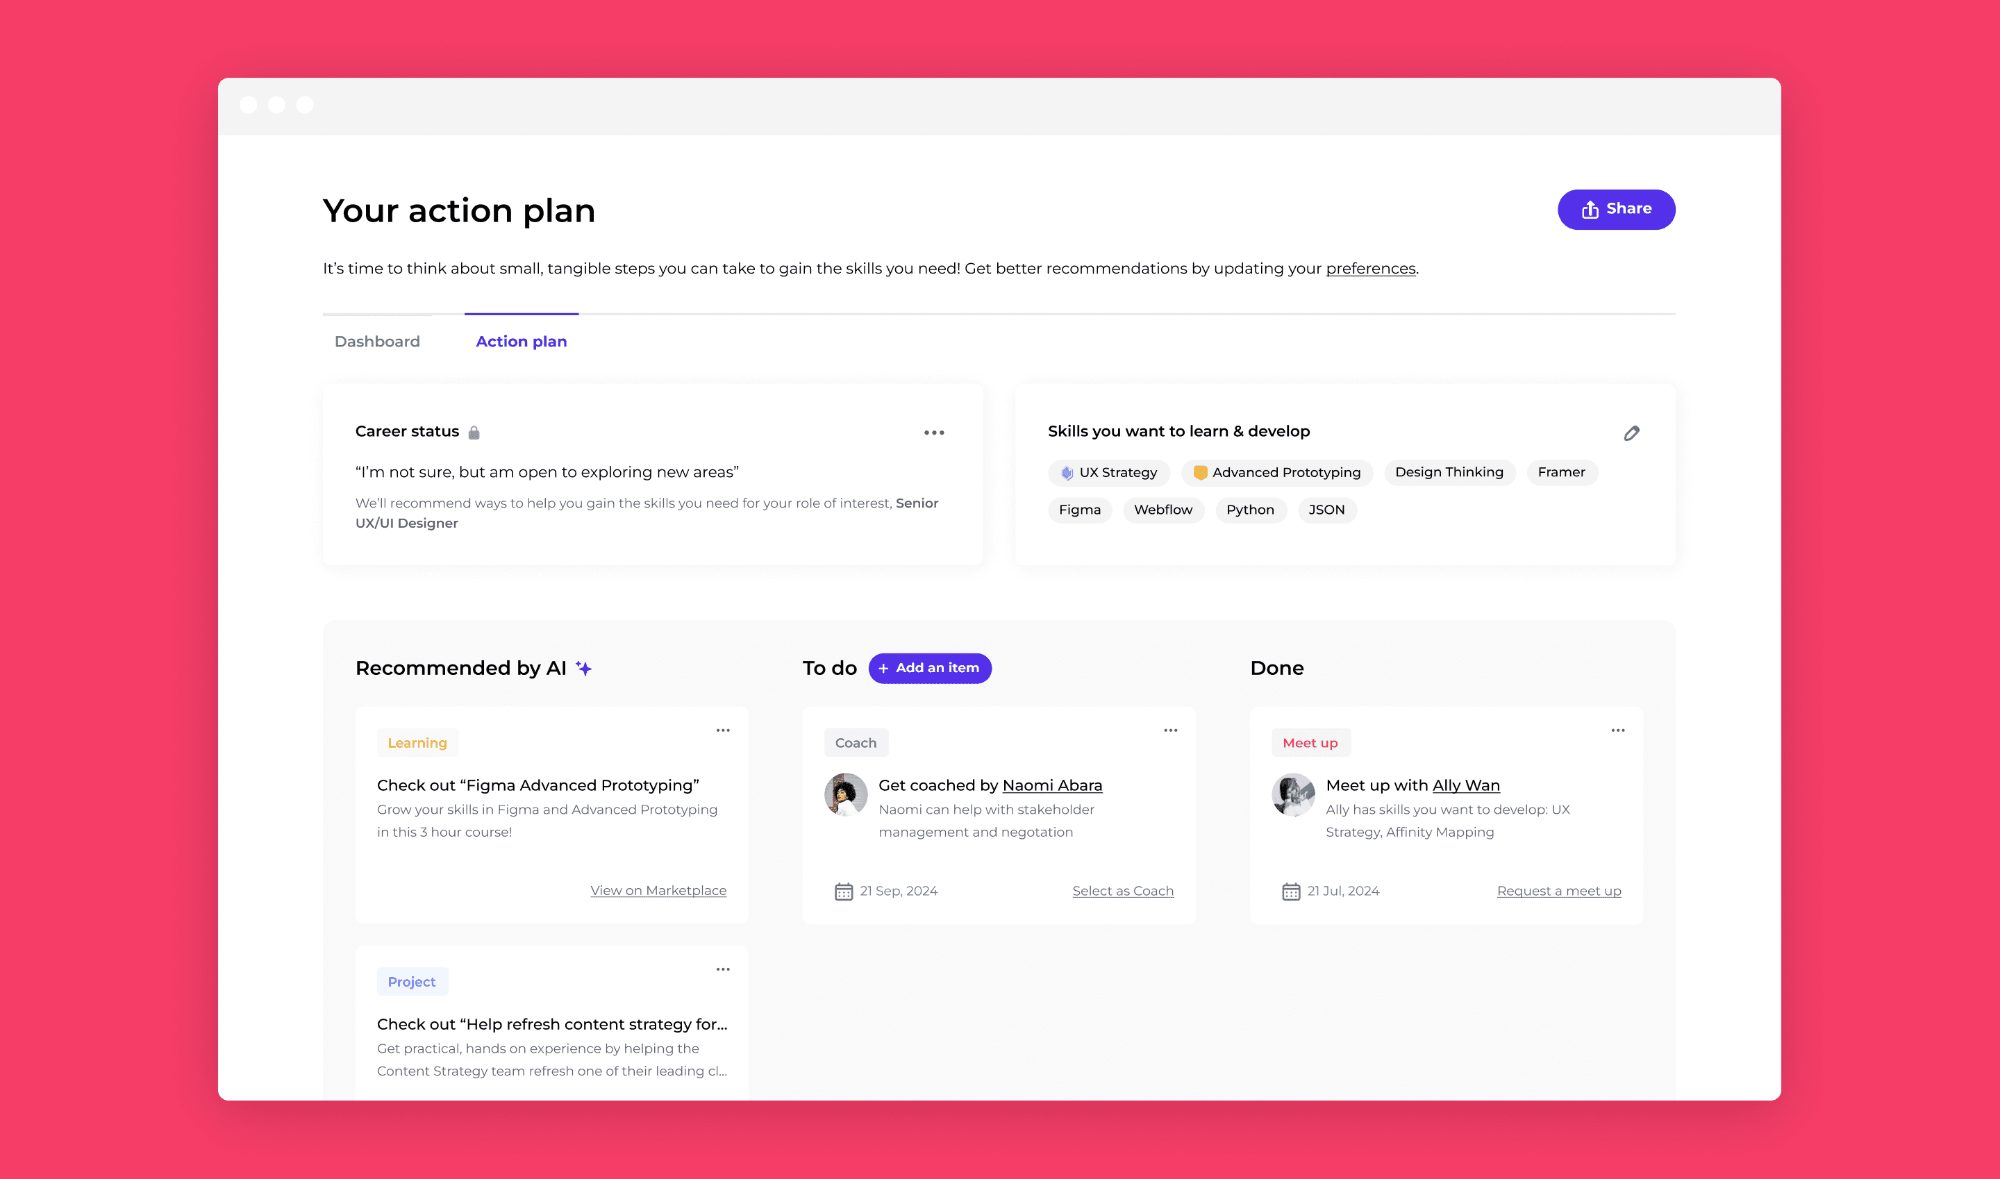 Your action plan
Share
It’s time to think about small, tangible steps you can take to gain the skills you need! Get better recommendations by updating your preferences.
Dashboard
Action plan
Career status
“I’m not sure, but am open to exploring new areas”
We’ll recommend ways to help you gain the skills you need for your role of interest, Senior
UX/UI Designer
Skills you want to learn & develop
UX Strategy
Advanced Prototyping
Design Thinking
Framer
Figma
Webflow
Python
JSON
Recommended by AI
Learning
Check out “Figma Advanced Prototyping”
Grow your skills in Figma and Advanced Prototyping
in this 3 hour course!
View on Marketplace
Project
Check out “Help refresh content strategy for...
Get practical, hands on experience by helping the
Content Strategy team refresh one of their leading cl...
To do
+ Add an item
Coach
Get coached by Naomi Abara
Naomi can help with stakeholder
management and negotation
21 Sep, 2024
Select as Coach
Done
Meet up
Meet up with Ally Wan
Ally has skills you want to develop: UX
Strategy, Affinity Mapping
21 Jul, 2024
Request a meet up